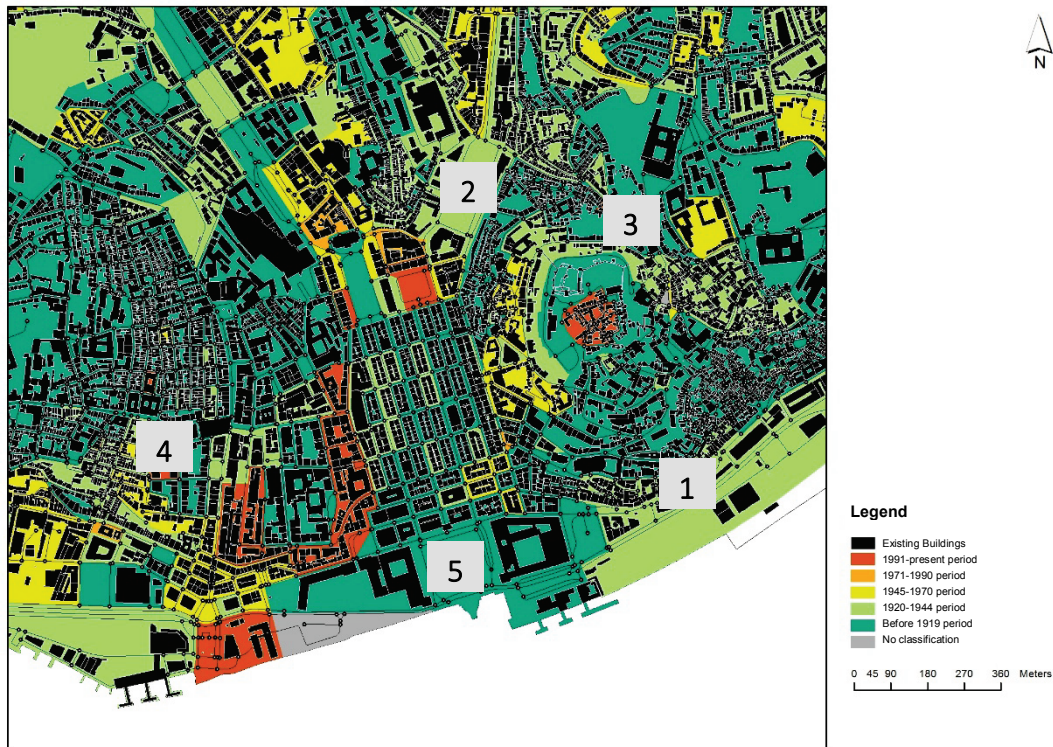 N
2
3
4
1
5
Legend
Existing Buildings
1991-present period
1971-1990 period
1945-1970 period
1920-1944 period
Before 1919 period
No classification
0 45 90 180 270 360 Meters